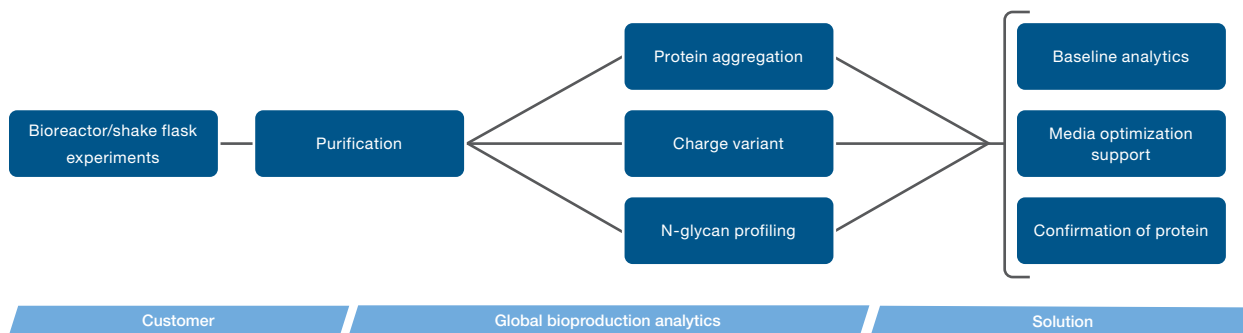 Bioreactor/shake flask
experiments
Purification
Protein aggregation
Charge variant
N-glycan profiling
Baseline analytics
Media optimization
support
Confirmation of protein
Customer
Global bioproduction analytics
Solution